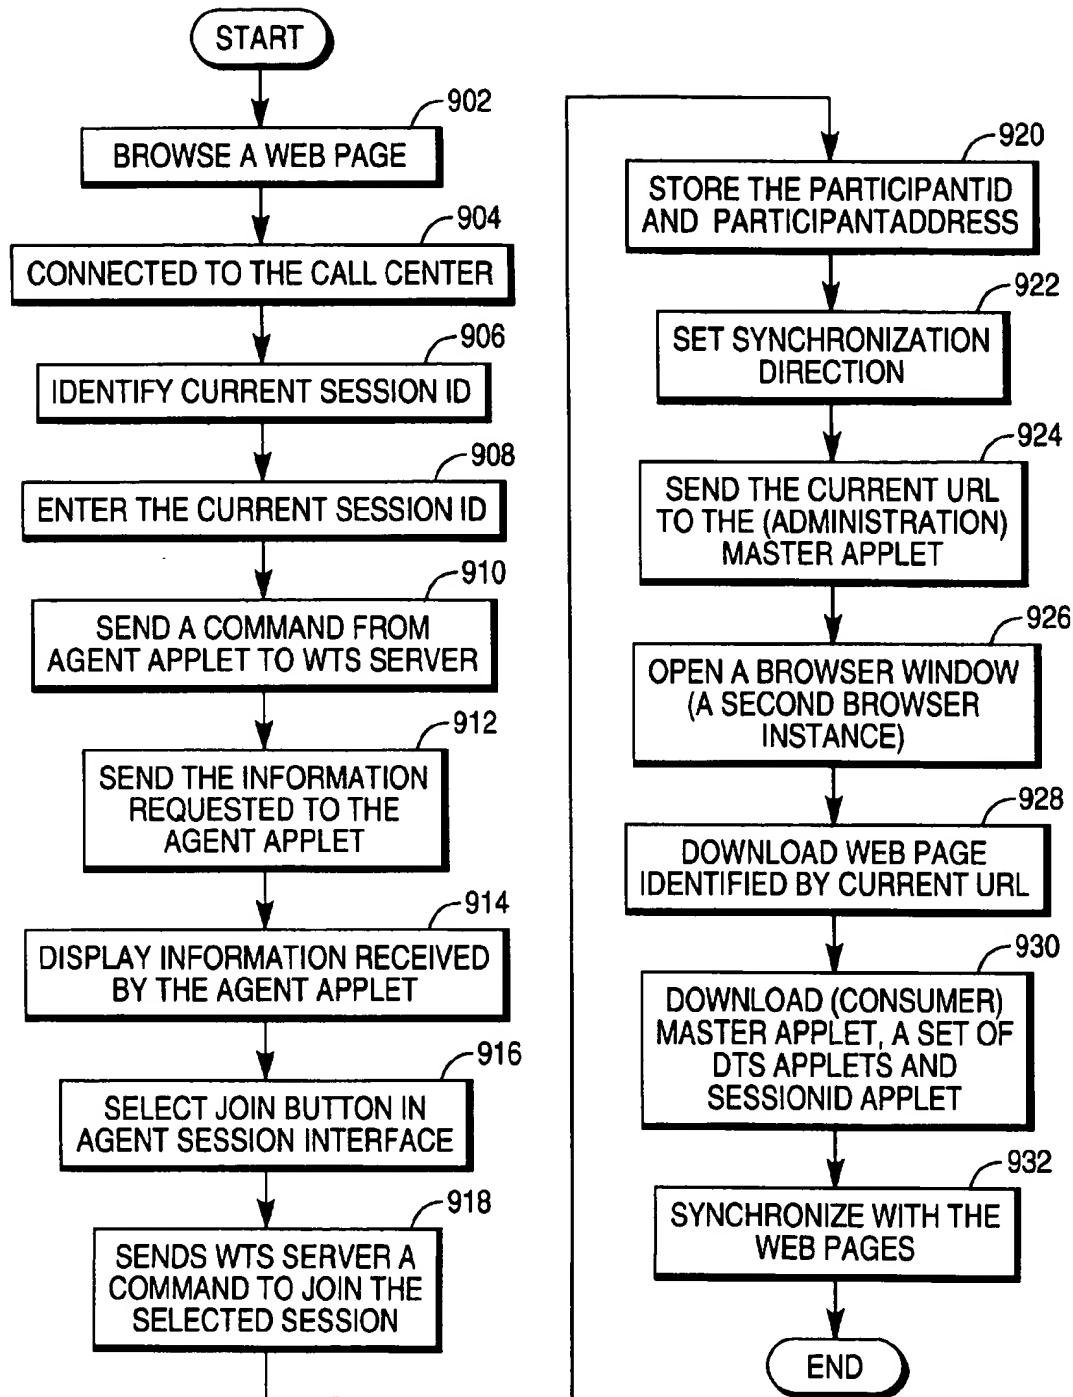 START
902
BROWSE A WEB PAGE
904
CONNECTED TO THE CALL CENTER
906
IDENTIFY CURRENT SESSION ID
908
ENTER THE CURRENT SESSION ID
910
SEND A COMMAND FROM
AGENT APPLET TO WTS SERVER
912
SEND THE INFORMATION
REQUESTED TO THE
AGENT APPLET
914
DISPLAY INFORMATION RECEIVED
BY THE AGENT APPLET
916
SELECT JOIN BUTTON IN
AGENT SESSION INTERFACE
918
SENDS WTS SERVER A
COMMAND TO JOIN THE
SELECTED SESSION
920
STORE THE PARTICIPANTID
AND PARTICIPANTADDRESS
922
SET SYNCHRONIZATION
DIRECTION
924
SEND THE CURRENT URL
TO THE (ADMINISTRATION)
MASTER APPLET
926
OPEN A BROWSER WINDOW
(A SECOND BROWSER
INSTANCE)
928
DOWNLOAD WEB PAGE
IDENTIFIED BY CURRENT URL
930
DOWNLOAD (CONSUMER)
MASTER APPLET, A SET OF
DTS APPLETS AND
SESSIONID APPLET
932
SYNCHRONIZE WITH THE
WEB PAGES
END